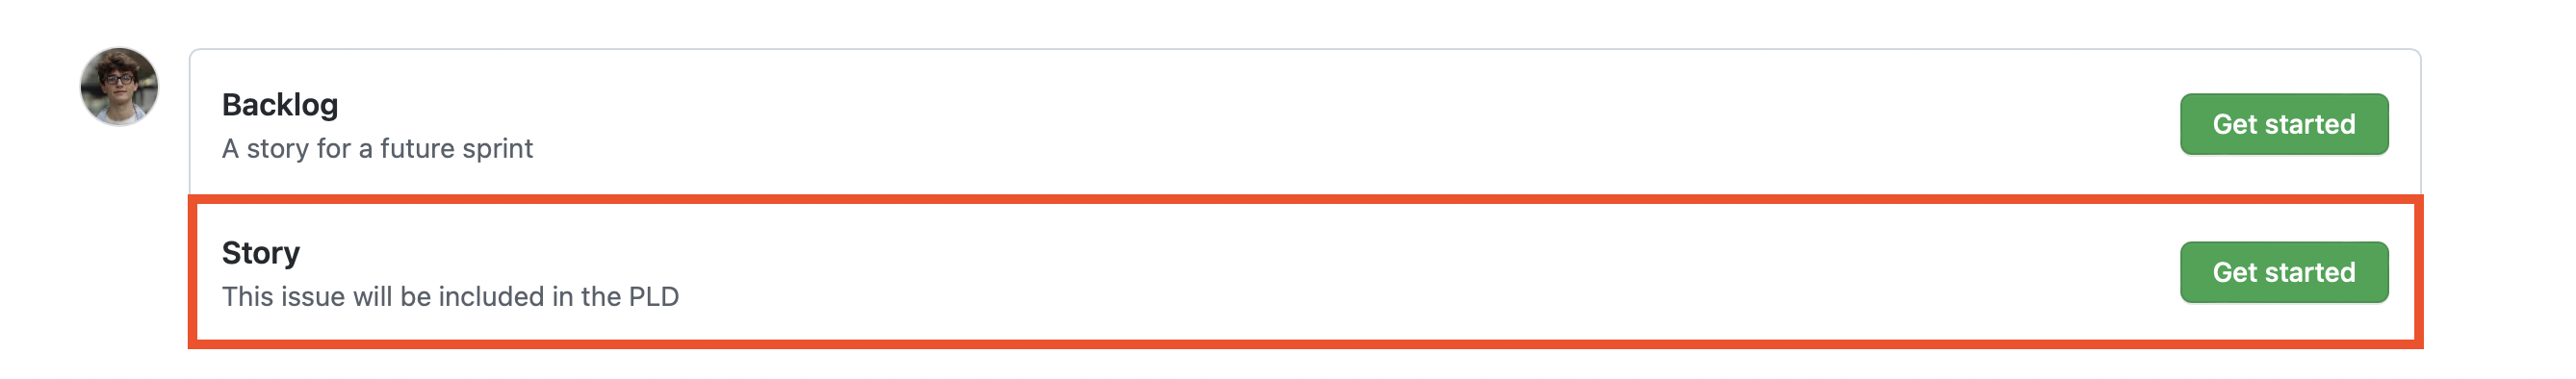 Backlog
A story for a future sprint
Get started
Story
This issue will be included in the PLD
Get started